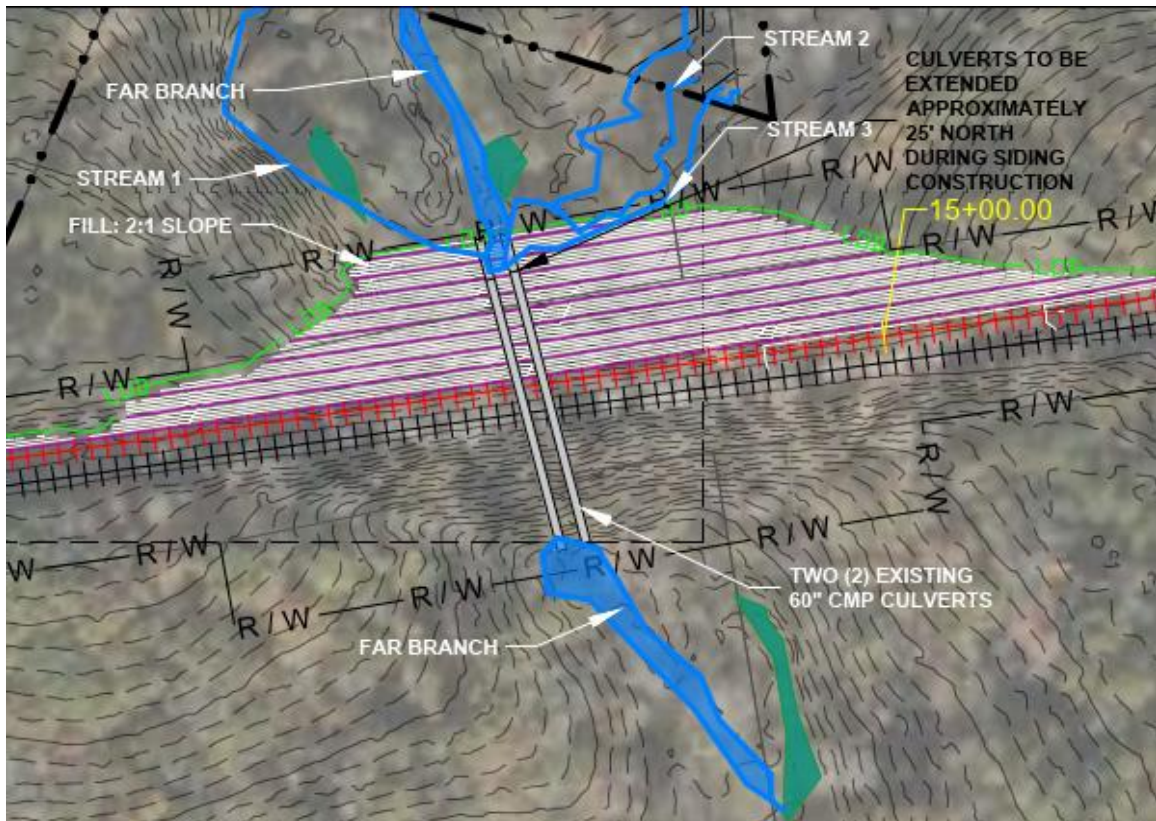 STREAM 2
FAR BRANCH
CULVERTS TO BE
EXTENDED
APPROXIMATELY
25' NORTH
DURING SIDING
CONSTRUCTION
STREAM 3
STREAM 1
R / W
R / W
15+00.00
FILL: 2:1 SLOPE
R / W
R / W
R / W
R / W
R / W
R / W
R / W
R / W
R / W
R / W
W
R / W
R / W
TWO (2) EXISTING
60" CMP CULVERTS
R / W
R / W
FAR BRANCH